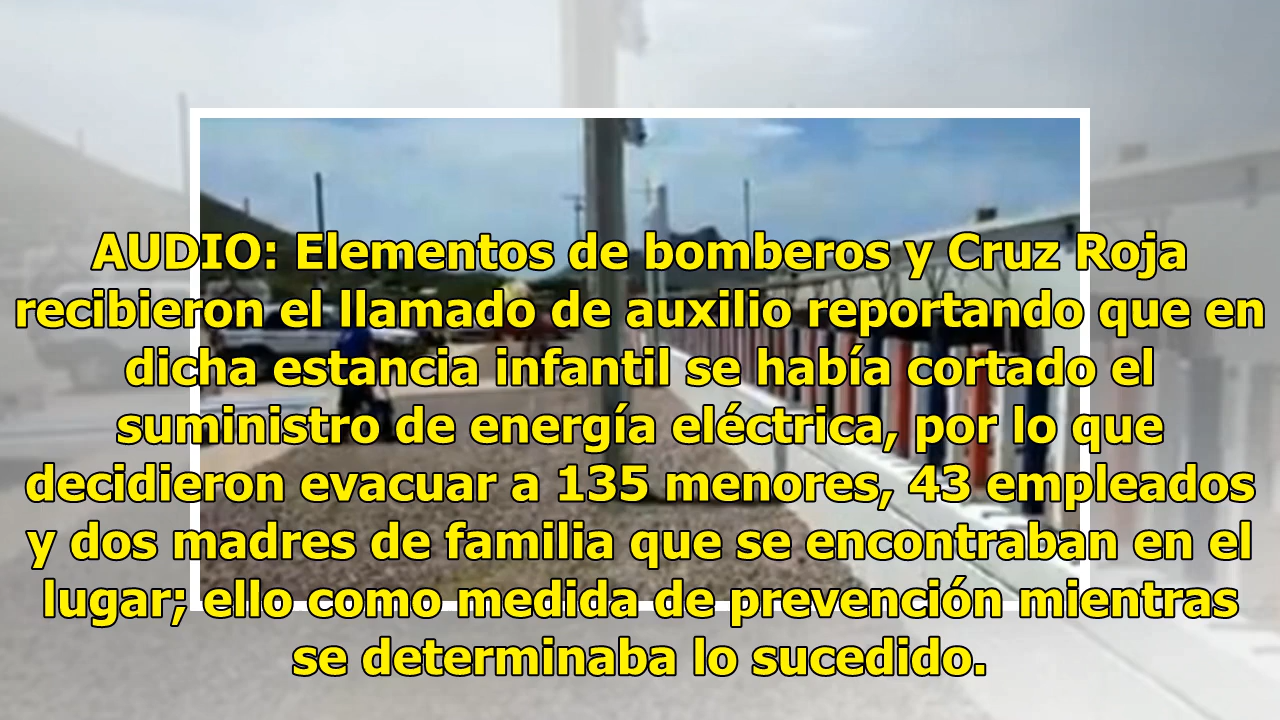 AUDIO: Elementos de bomberos y Cruz Roja
recibieron el llamado de auxilio reportando que en
dicha estancia infantil se había cortado el
suministro de energía eléctrica, por lo que
decidieron evacuar a 135 menores, 43 empleados
y dos madres de familia que se encontraban en el
lugar; ello como medida de prevención mientras
se determinaba lo sucedido.